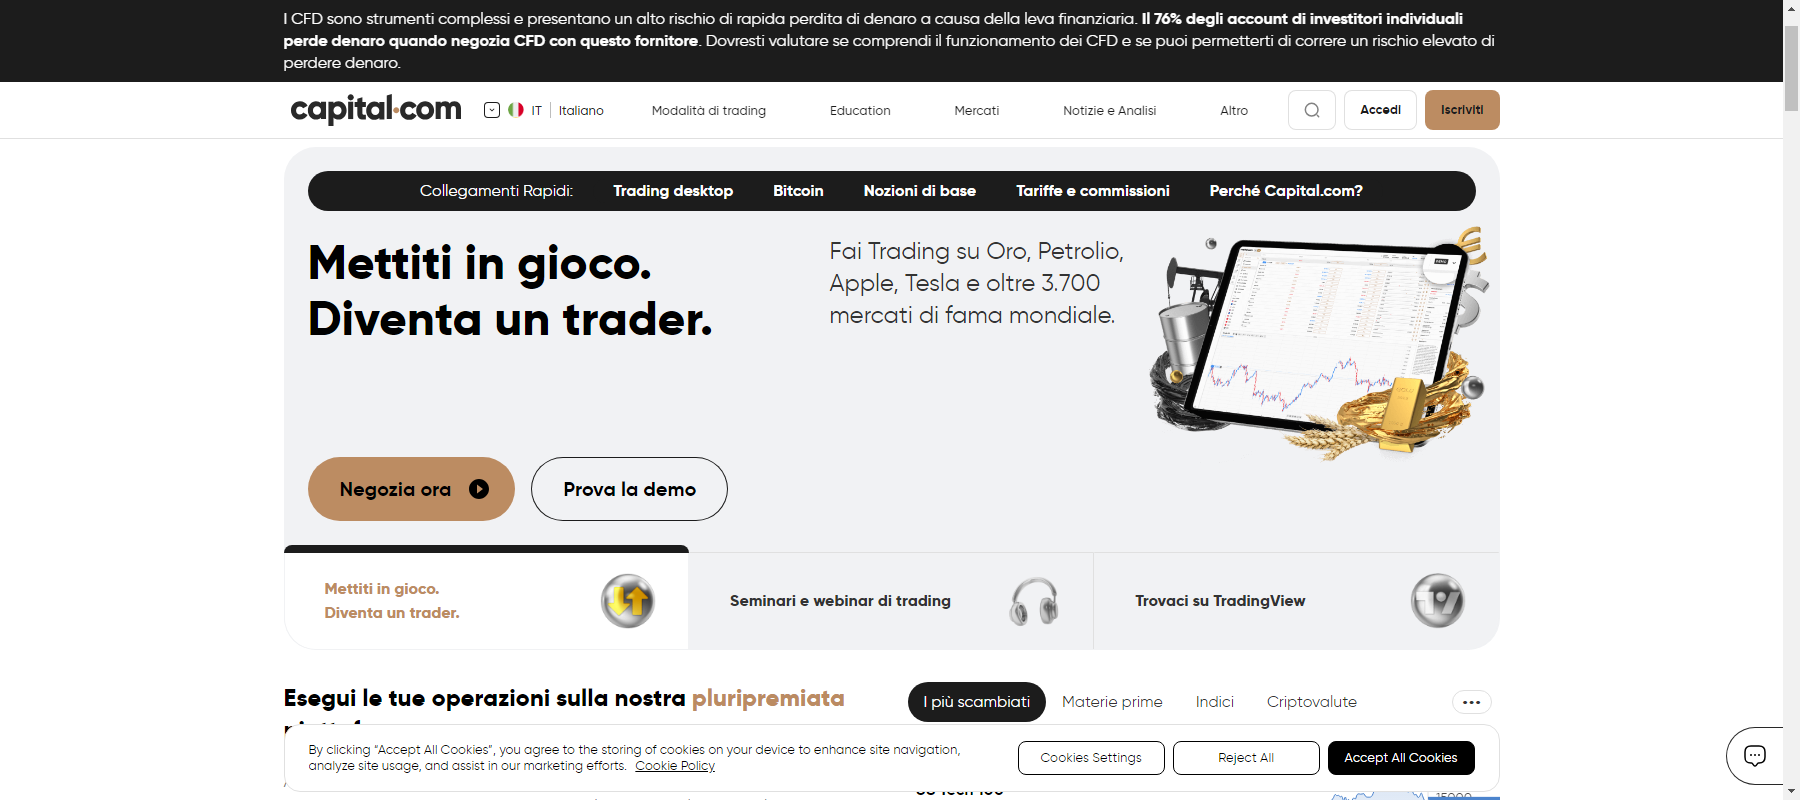 I CFD sono strumenti complessi e presentano un alto rischio di rapida perdita di denaro a causa della leva finanziaria. Il 76% degli account di investitori individuali
perde denaro quando negozia CFD con questo fornitore. Dovresti valutare se comprendi il funzionamento dei CFD e se puoi permetterti di correre un rischio elevato di
perdere denaro.
capital.com IT Italiano Modalità di trading Education Mercati Notizie e Analisi Altro Accedi Iscriviti
Collegamenti Rapidi: Trading desktop Bitcoin Nozioni di base Tariffe e commissioni Perché Capital.com?
Mettiti in gioco.
Diventa un trader.
Fai Trading su Oro, Petrolio,
Apple, Tesla e oltre 3.700
mercati di fama mondiale.
Negozia ora Prova la demo
Mettiti in gioco.
Diventa un trader.
Seminari e webinar di trading
Trovaci su TradingView
Esegui le tue operazioni sulla nostra pluripremiata
I più scambiati Materie prime Indici Criptovalute
By clicking “Accept All Cookies”, you agree to the storing of cookies on your device to enhance site navigation,
analyze site usage, and assist in our marketing efforts. Cookie Policy
Cookies Settings Reject All Accept All Cookies